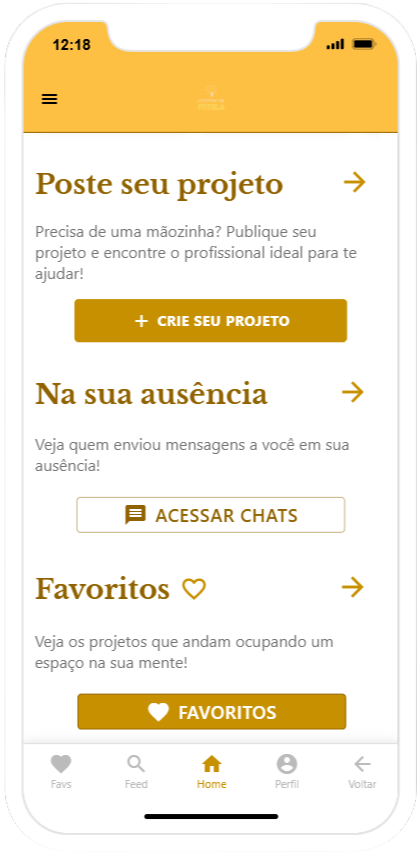 12:18
Poste seu projeto
Precisa de uma mãozinha? Publique seu
projeto e encontre o profissional ideal para te
ajudar!
CRIE SEU PROJETO
Na sua ausência
Veja quem enviou mensagens a você em sua
ausência!
ACESSAR CHATS
Favoritos
Veja os projetos que andam ocupando um
espaço na sua mente!
FAVORITOS
Favs Feed Home Perfil Voltar